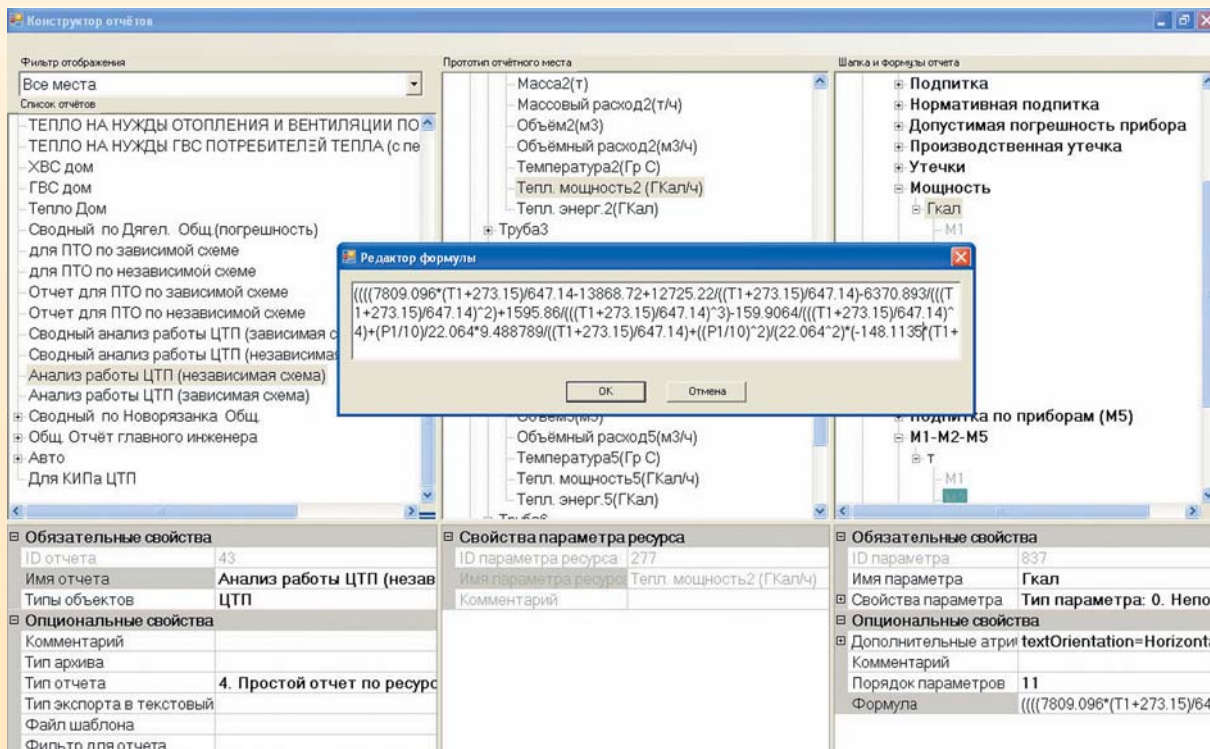 Конструктор отчётов
Фильтр отображения
Все места
Список отчётов
ТЕПЛО НА НУЖДЫ ОТОПЛЕНИЯ И ВЕНТИЛЯЦИИ ПО
ТЕПЛО НА НУЖДЫ ГВС ПОТРЕБИТЕЛЕЙ ТЕПЛА (с пе
ХВС дом
ГВС дом
Тепло Дом
Сводный по Дягел. Общ.(погрешность)
для ПТО по зависимой схеме
для ПТО по независимой схеме
Отчет для ПТО по зависимой схеме
Отчет для ПТО по независимой схеме
Сводный анализ работы ЦТП (зависимая с
Сводный анализ работы ЦТП (независимая
Анализ работы ЦТП (независимая схема)
Анализ работы ЦТП (зависимая схема)
Сводный по Новорязанка Общ.
Общ. Отчёт главного инженера
Авто
Для КИПа ЦТП
Прототип отчётного места
Масса2(т)
Массовый расход2(т/ч)
Объём2(м3)
Объёмный расход2(м3/ч)
Температура2(Гр С)
Тепл. мощность2 (ГКал/ч)
Тепл. энерг.2(ГКал)
Труба3
Объём5(м3)
Объёмный расход5(м3/ч)
Температура5(Гр С)
Тепл. мощность5(ГКал/ч)
Тепл. энерг.5(ГКал)
Труба6
Шапка и формулы отчета
Подпитка
Нормативная подпитка
Допустимая погрешность прибора
Производственная утечка
Утечки
Мощность
Гкал
М1
Подпитка по приборам (М5)
М1-М2-М5
т
М1
Редактор формулы
((((7809.096*(T1+273.15)/647.14-13868.72+12725.22/((T1+273.15)/647.14)-6370.893/(((T
1+273.15)/647.14)^2)+1595.86/(((T1+273.15)/647.14)^3)-159.9064/(((T1+273.15)/647.14)^
4)+(P1/10)/22.064*9.488789/((T1+273.15)/647.14)+((P1/10)^2)/(22.064^2)*(-148.1135*(T1+
ОК
Отмена
Обязательные свойства
ID отчета 43
Имя отчета Анализ работы ЦТП (незав
Типы объектов ЦТП
Опциональные свойства
Комментарий
Тип архива
Тип отчета 4. Простой отчет по ресурс
Тип экспорта в текстовый
Файл шаблона
Фильтр для отчета
Свойства параметра ресурса
ID параметра ресурса 277
Имя параметра ресурс Тепл. мощность2 (ГКал/ч)
Комментарий
Обязательные свойства
ID параметра 837
Имя параметра Гкал
Свойства параметра Тип параметра: 0. Непо
Опциональные свойства
Дополнительные атри textOrientation=Horizonta
Комментарий
Порядок параметров 11
Формула ((((7809.096*(T1+273.15)/64